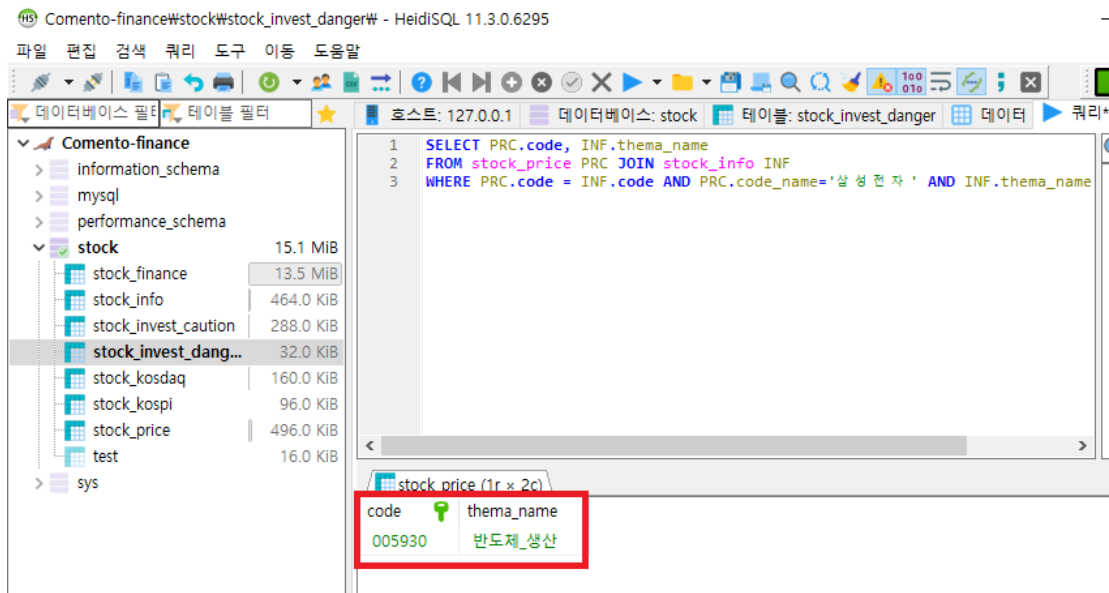 Comento-finance₩stock₩stock_invest_danger₩ - HeidiSQL 11.3.0.6295
파일 편집 검색 쿼리 도구 이동 도움말
데이터베이스 필터 테이블 필터
호스트: 127.0.0.1 데이터베이스: stock 테이블: stock_invest_danger 데이터 쿼리*
Comento-finance
information_schema
mysql
performance_schema
stock 15.1 MiB
stock_finance 13.5 MiB
stock_info 464.0 KiB
stock_invest_caution 288.0 KiB
stock_invest_dang... 32.0 KiB
stock_kosdaq 160.0 KiB
stock_kospi 96.0 KiB
stock_price 496.0 KiB
test 16.0 KiB
sys
1 SELECT PRC.code, INF.thema_name
2 FROM stock_price PRC JOIN stock_info INF
3 WHERE PRC.code = INF.code AND PRC.code_name='삼성전자' AND INF.thema_name
stock_price (1r × 2c)
code thema_name
005930 반도체_생산